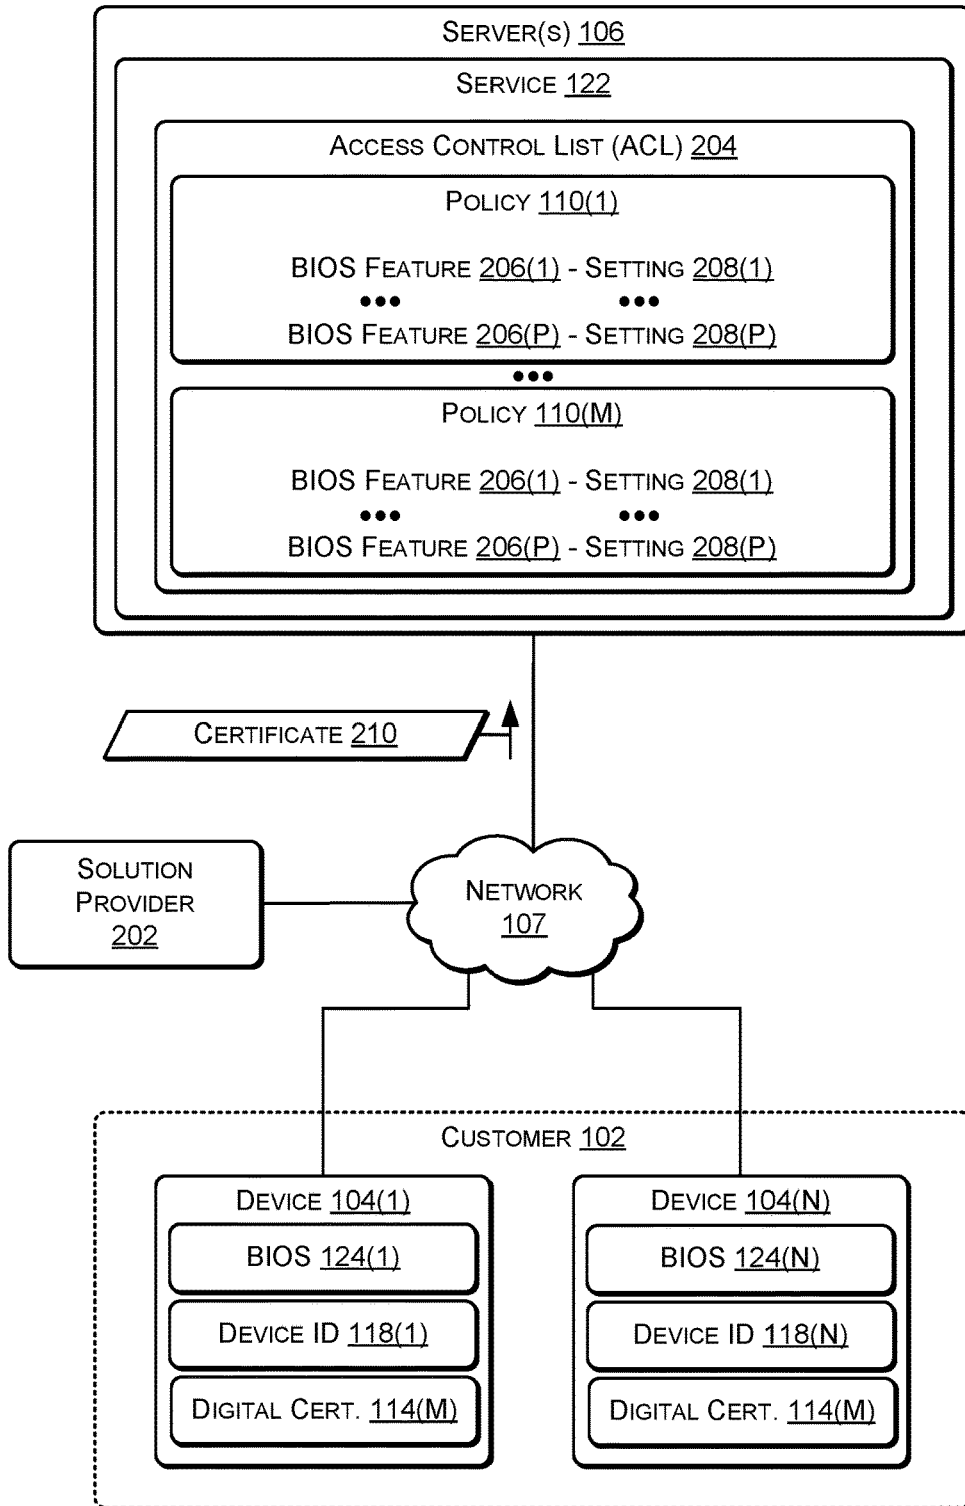 SERVER(S) 106
SERVICE 122
ACCESS CONTROL LIST (ACL) 204
POLICY 110(1)
BIOS FEATURE 206(1) - SETTING 208(1)
••• •••
BIOS FEATURE 206(P) - SETTING 208(P)
•••
POLICY 110(M)
BIOS FEATURE 206(1) - SETTING 208(1)
••• •••
BIOS FEATURE 206(P) - SETTING 208(P)
CERTIFICATE 210
SOLUTION
PROVIDER
202
NETWORK
107
CUSTOMER 102
DEVICE 104(1)
BIOS 124(1)
DEVICE ID 118(1)
DIGITAL CERT. 114(M)
DEVICE 104(N)
BIOS 124(N)
DEVICE ID 118(N)
DIGITAL CERT. 114(M)